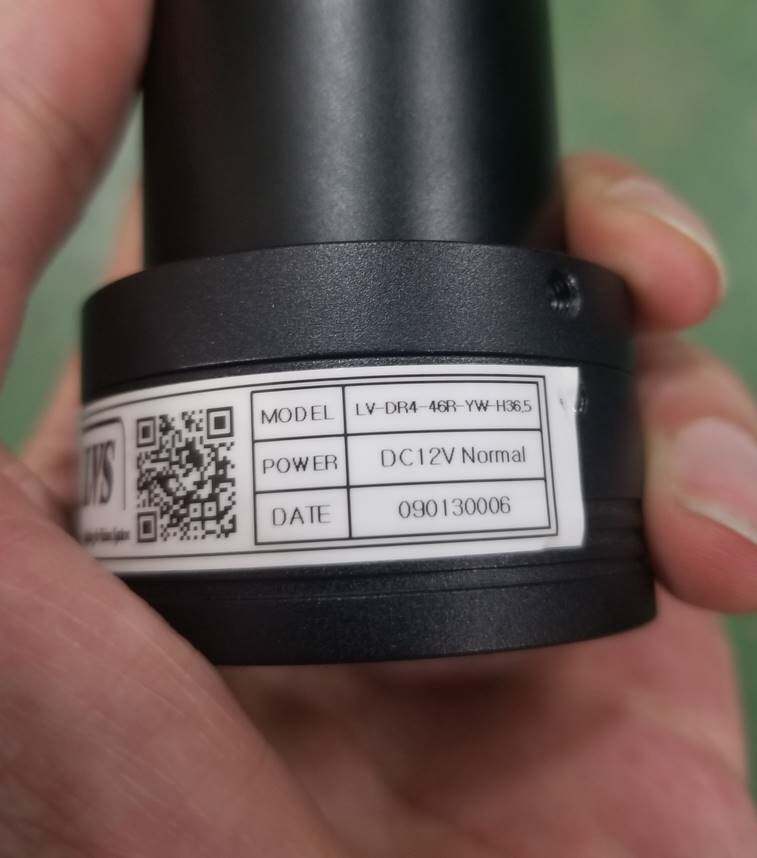 MODEL LV-DR4-46R-YW-H36.5
POWER DC12V Normal
DATE 090130006